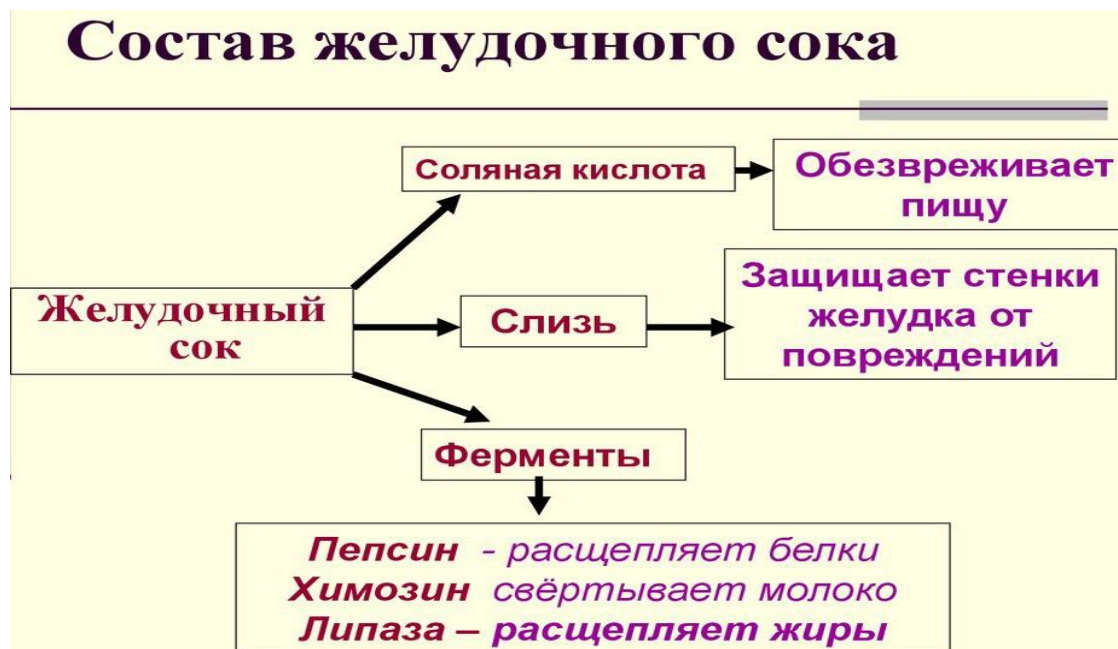 Состав желудочного сока
Соляная кислота
Обезвреживает
пищу
Желудочный
сок
Слизь
Защищает стенки
желудка от
повреждений
Ферменты
Пепсин - расщепляет белки
Химозин свёртывает молоко
Липаза – расщепляет жиры